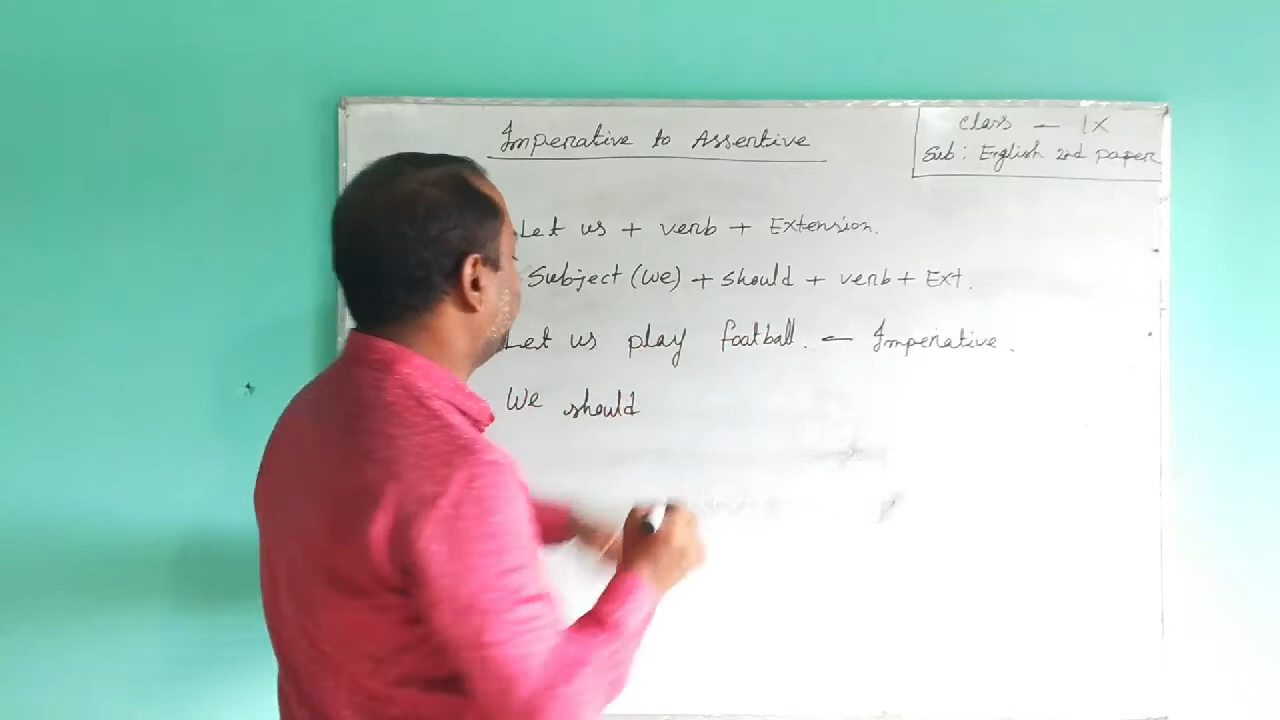 Imperative to Assertive
Class - IX
Sub: English 2nd paper
Let us + verb + Extension.
Subject (we) + should + verb + Ext.
Let us play football. - Imperative.
We should